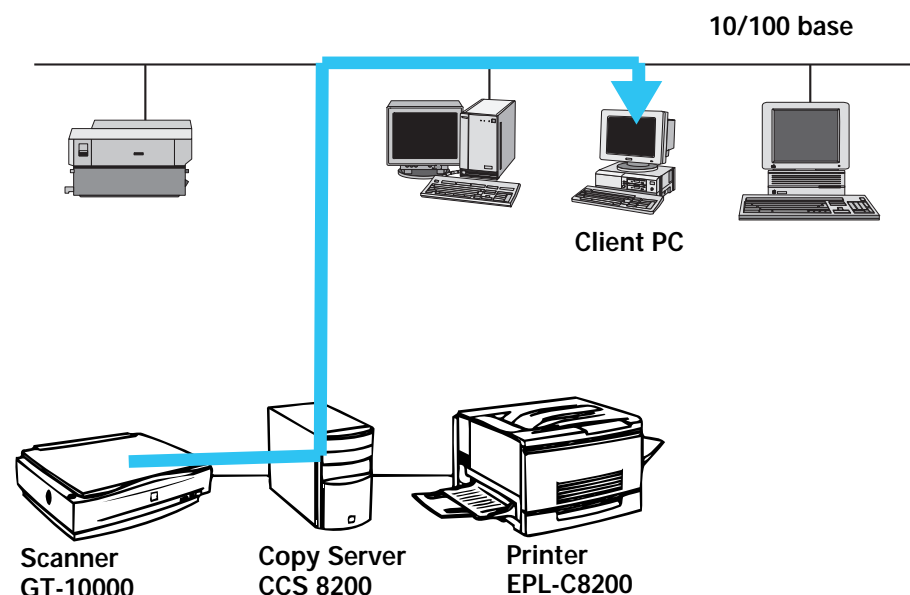 10/100 base
Client PC
Scanner
GT-10000
Copy Server
CCS 8200
Printer
EPL-C8200